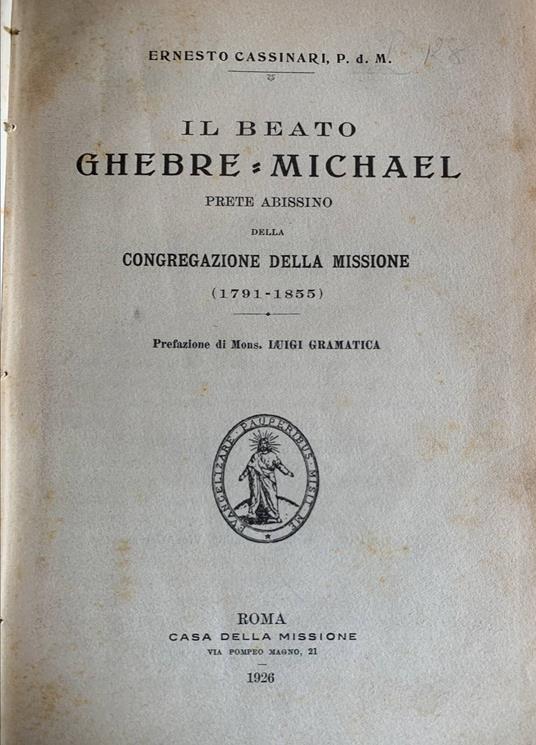 ERNESTO CASSINARI, P. d. M.
IL BEATO
GHEBRE-MICHAEL
PRETE ABISSINO
DELLA
CONGREGAZIONE DELLA MISSIONE
(1791-1855)
Prefazione di Mons. LUIGI GRAMATICA
EVANGELIZARE · PAUPERIBUS · MISIT ME
ROMA
CASA DELLA MISSIONE
VIA POMPEO MAGNO, 21
1926